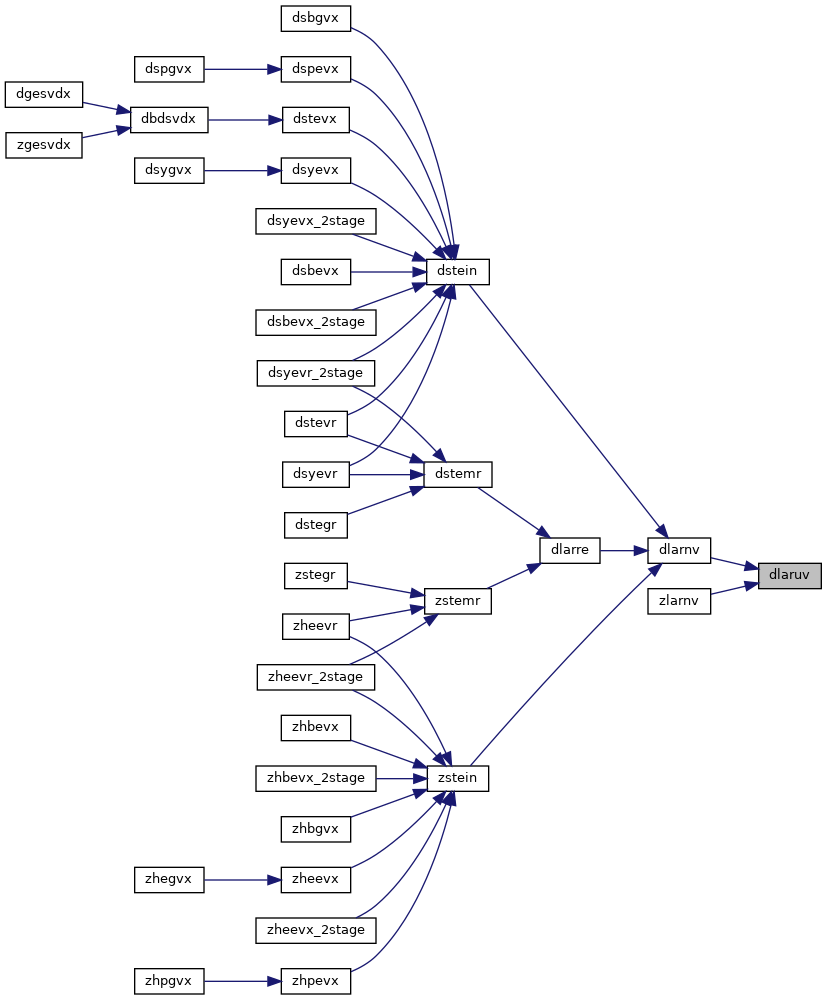 dsbgvx
dspgvx
dspevx
dgesvdx
dbdsvdx
dstevx
zgesvdx
dsygvx
dsyevx
dsyevx_2stage
dsbevx
dstein
dsbevx_2stage
dsyevr_2stage
dstevr
dsyevr
dstemr
dstegr
dlarre
dlarnv
dlaruv
zstegr
zstemr
zlarnv
zheevr
zheevr_2stage
zhbevx
zhbevx_2stage
zstein
zhbgvx
zhegvx
zheevx
zheevx_2stage
zhpgvx
zhpevx